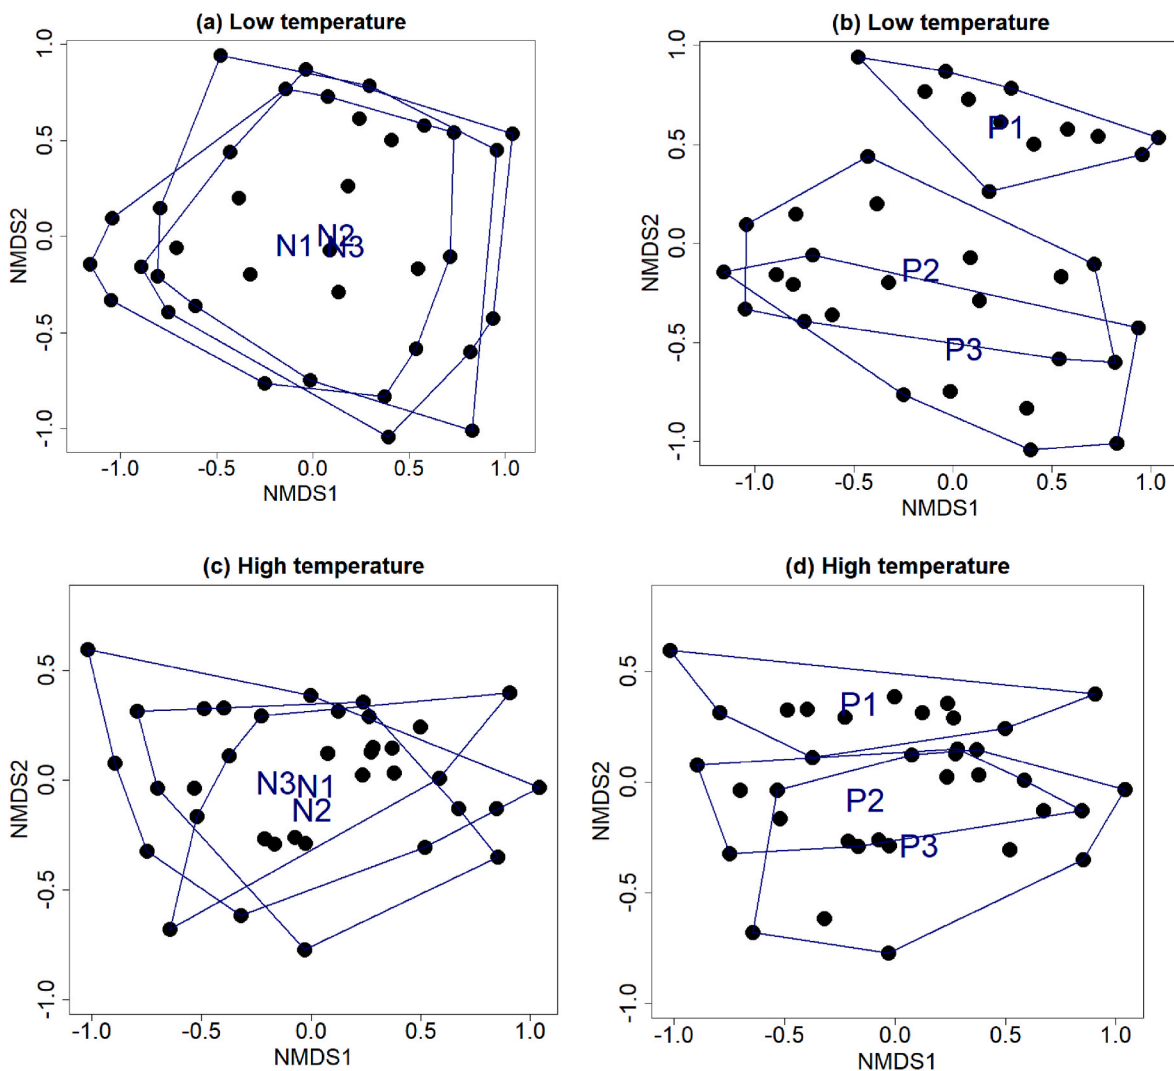 (a) Low temperature
1.0
0.5
0.0
-0.5
-1.0
NMDS2
N1
N2
N3
-1.0 -0.5 0.0 0.5 1.0
NMDS1
(b) Low temperature
1.0
0.5
0.0
-0.5
-1.0
NMDS2
P1
P2
P3
-1.0 -0.5 0.0 0.5 1.0
NMDS1
(c) High temperature
0.5
0.0
-0.5
-1.0
NMDS2
N3 N1
N2
-1.0 -0.5 0.0 0.5 1.0
NMDS1
(d) High temperature
0.5
0.0
-0.5
-1.0
NMDS2
P1
P2
P3
-1.0 -0.5 0.0 0.5 1.0
NMDS1